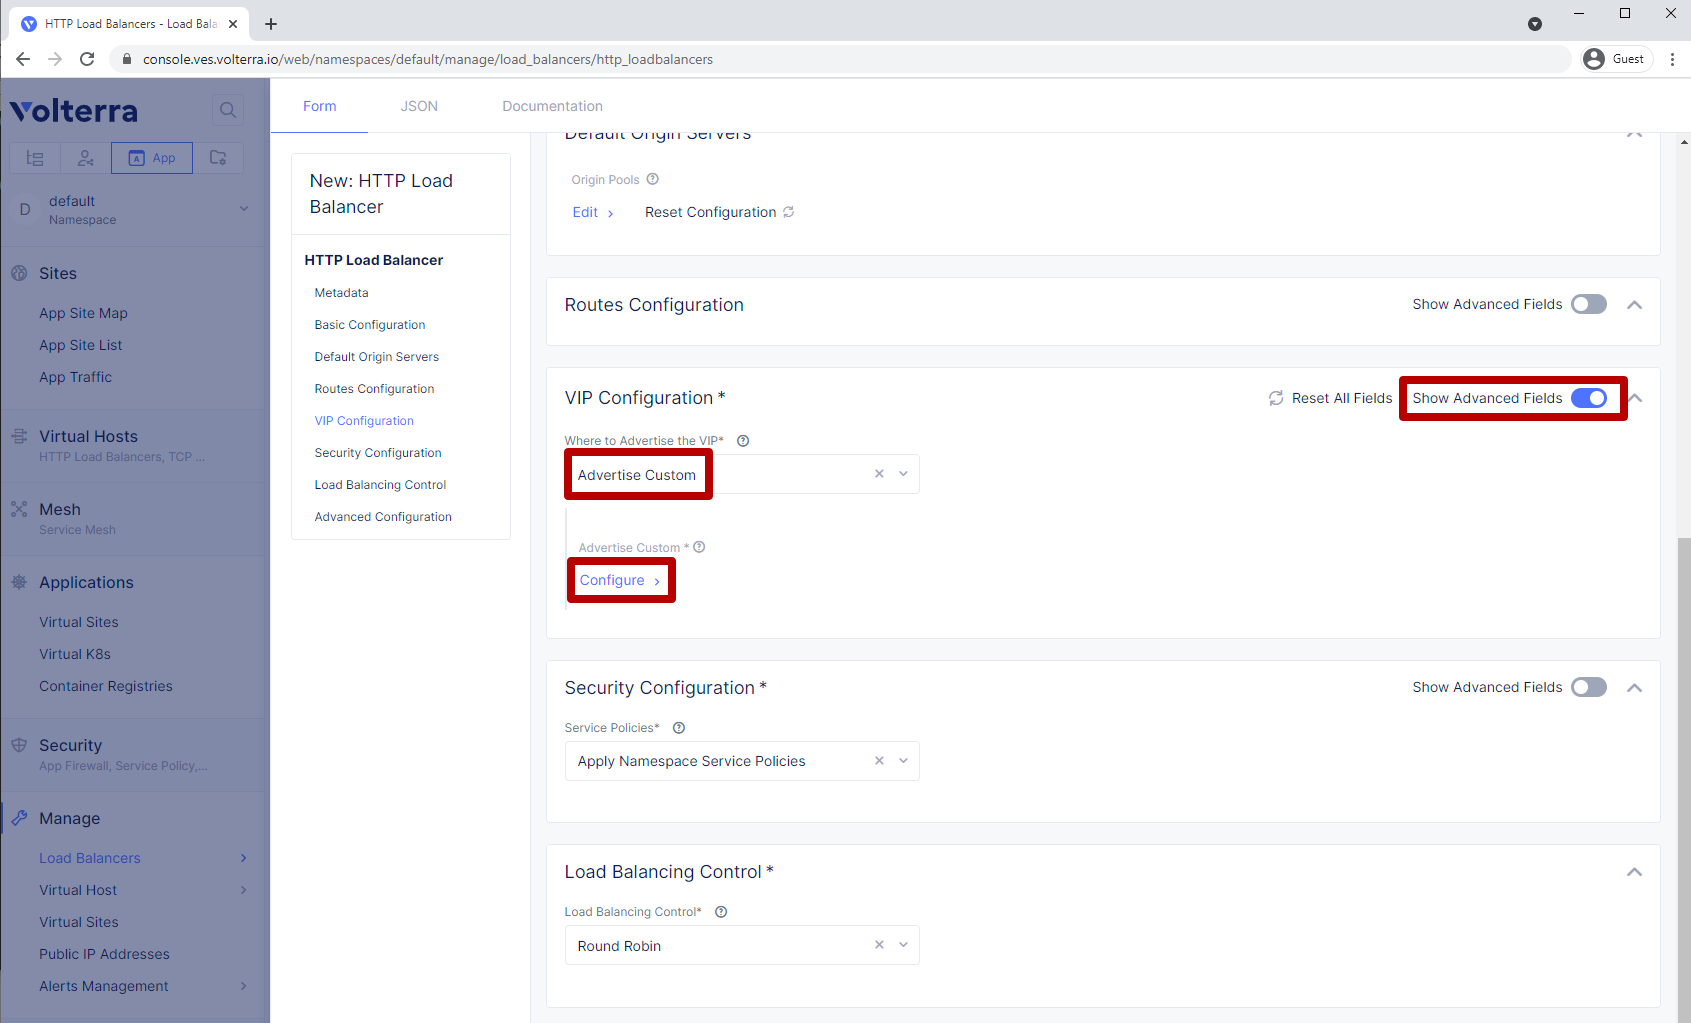 HTTP Load Balancers - Load Bala
console.ves.volterra.io/web/namespaces/default/manage/load_balancers/http_loadbalancers
Guest
Volterra
App
D
default
Namespace
Sites
App Site Map
App Site List
App Traffic
Virtual Hosts
HTTP Load Balancers, TCP ...
Mesh
Service Mesh
Applications
Virtual Sites
Virtual K8s
Container Registries
Security
App Firewall, Service Policy,...
Manage
Load Balancers
Virtual Host
Virtual Sites
Public IP Addresses
Alerts Management
Form
JSON
Documentation
New: HTTP Load
Balancer
HTTP Load Balancer
Metadata
Basic Configuration
Default Origin Servers
Routes Configuration
VIP Configuration
Security Configuration
Load Balancing Control
Advanced Configuration
Default Origin Servers
Origin Pools
Edit
Reset Configuration
Routes Configuration
Show Advanced Fields
VIP Configuration *
Reset All Fields
Show Advanced Fields
Where to Advertise the VIP*
Advertise Custom
Advertise Custom *
Configure
Security Configuration *
Show Advanced Fields
Service Policies*
Apply Namespace Service Policies
Load Balancing Control *
Load Balancing Control*
Round Robin